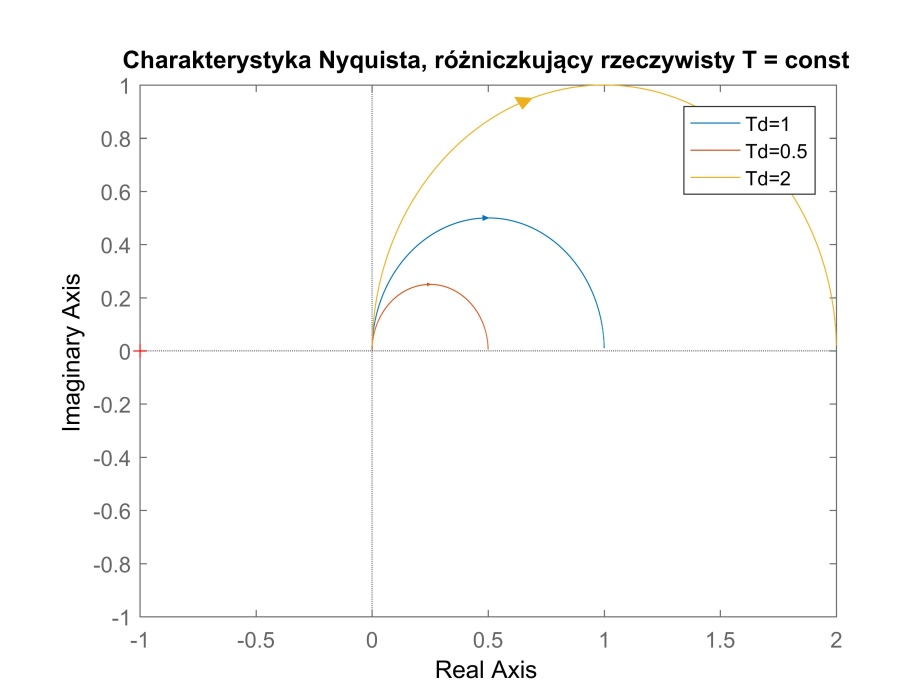 Charakterystyka Nyquista, różniczkujący rzeczywisty T = const
1
0.8
0.6
0.4
0.2
0
-0.2
-0.4
-0.6
-0.8
-1
Imaginary Axis
Td=1
Td=0.5
Td=2
-1 -0.5 0 0.5 1 1.5 2
Real Axis